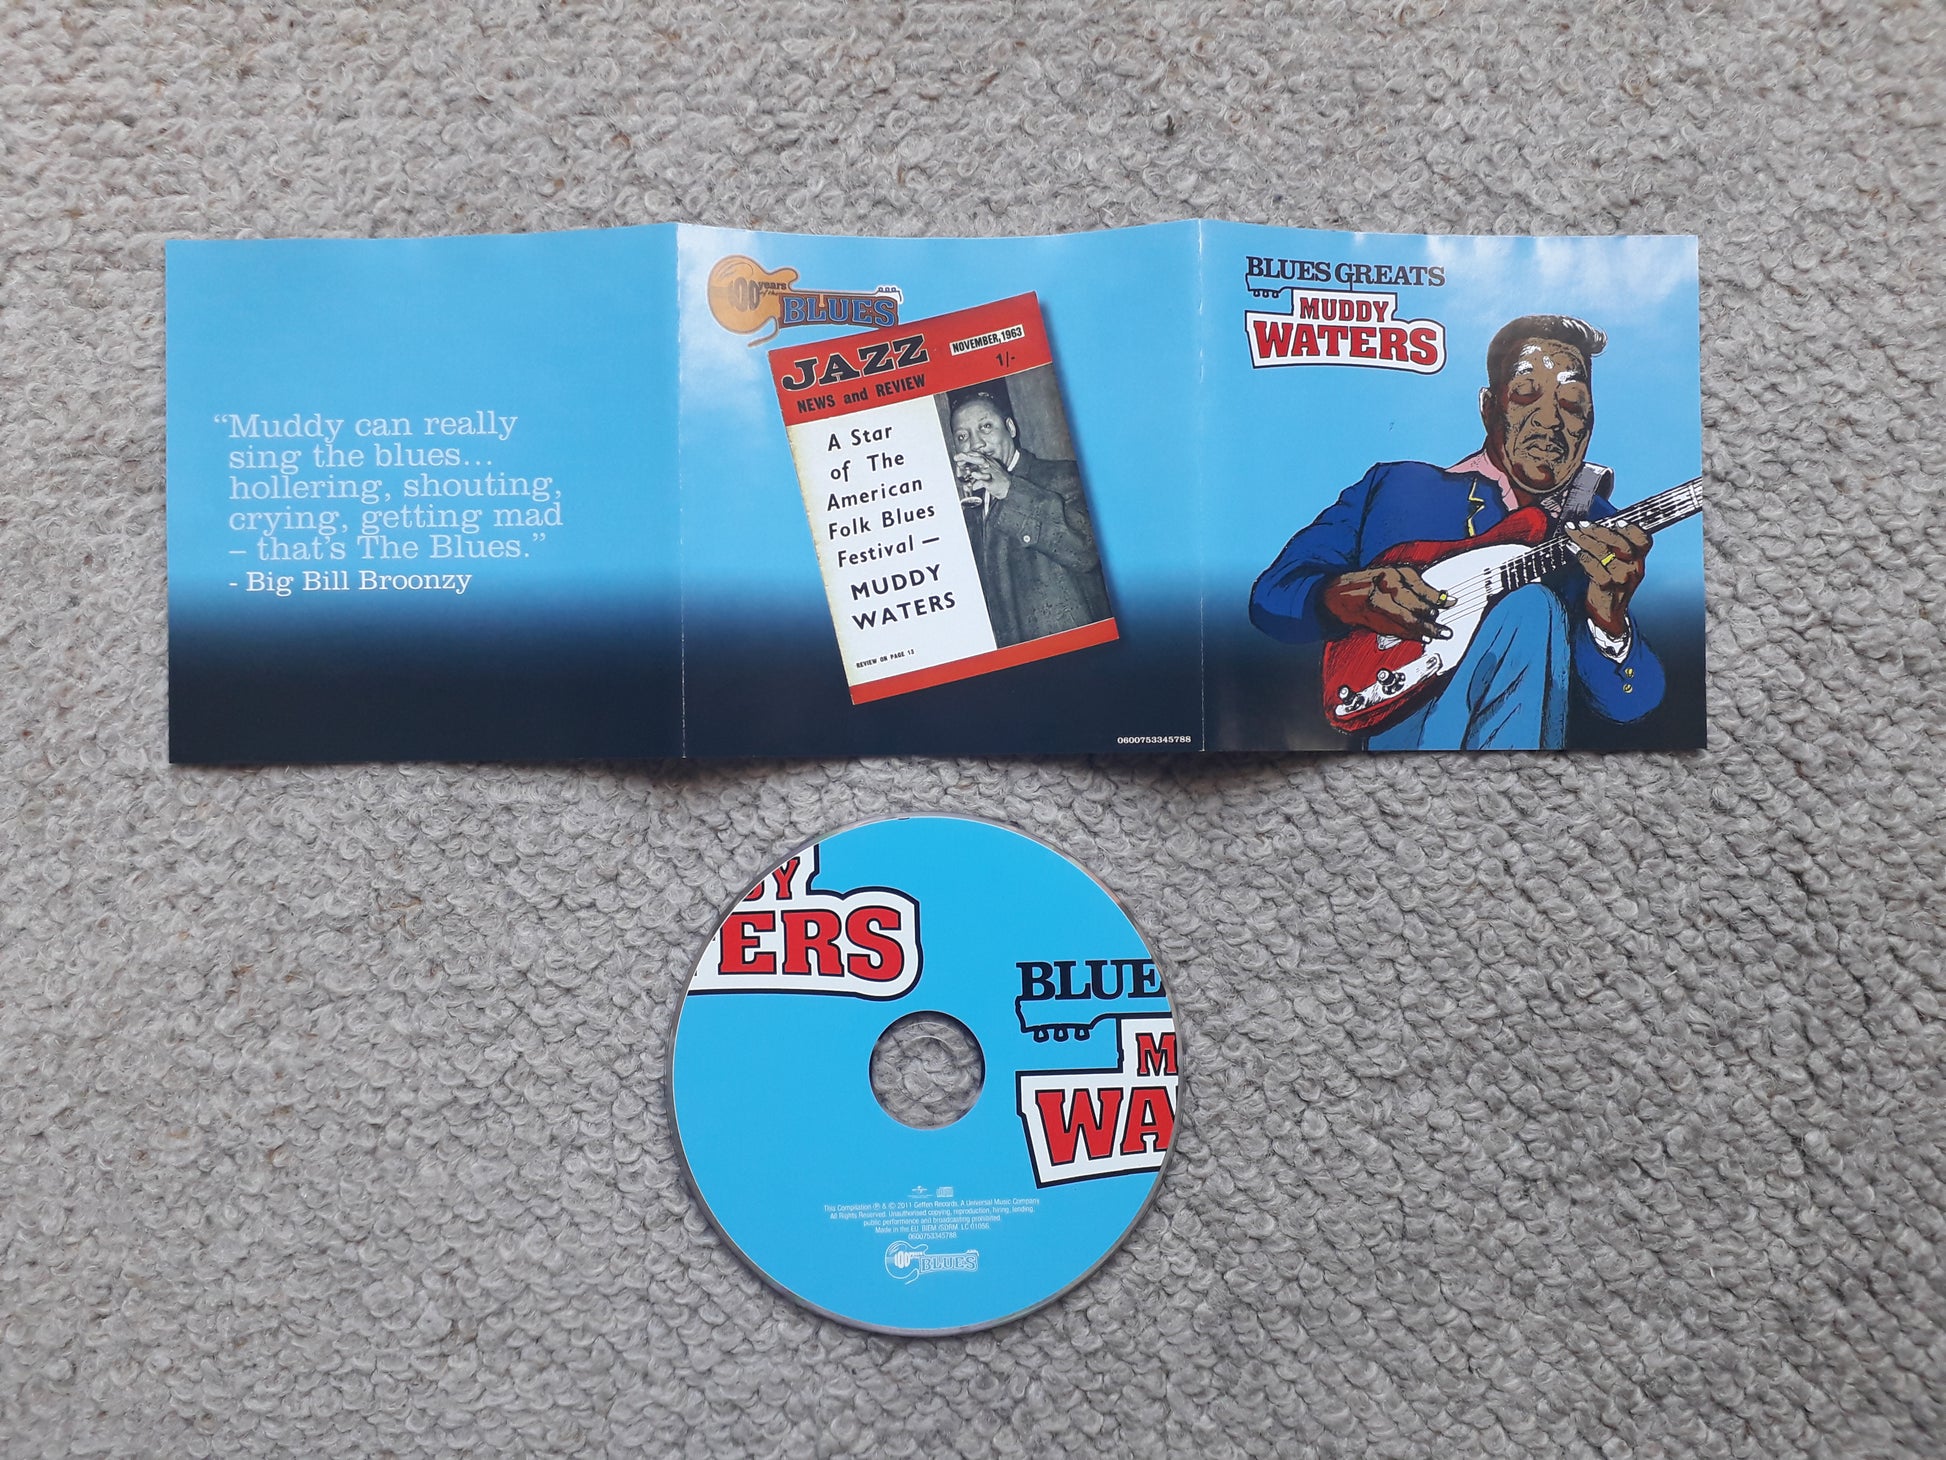 “Muddy can really
sing the blues...
hollering, shouting,
crying, getting mad
– that's The Blues.”
- Big Bill Broonzy
100 years
of the
BLUES
JAZZ
NEWS and REVIEW
NOVEMBER, 1963
1/-
A Star
of The
American
Folk Blues
Festival —
MUDDY
WATERS
REVIEW ON PAGE 13
0600753345788
BLUES GREATS
MUDDY
WATERS
DY
TERS
BLUE
M
WA
This Compilation ℗ & © 2011 Geffen Records. A Universal Music Company.
All Rights Reserved. Unauthorised copying, reproduction, hiring, lending,
public performance and broadcasting prohibited.
Made in the EU. BIEM /SDRM. LC 01056.
0600753345788
100 years
BLUES